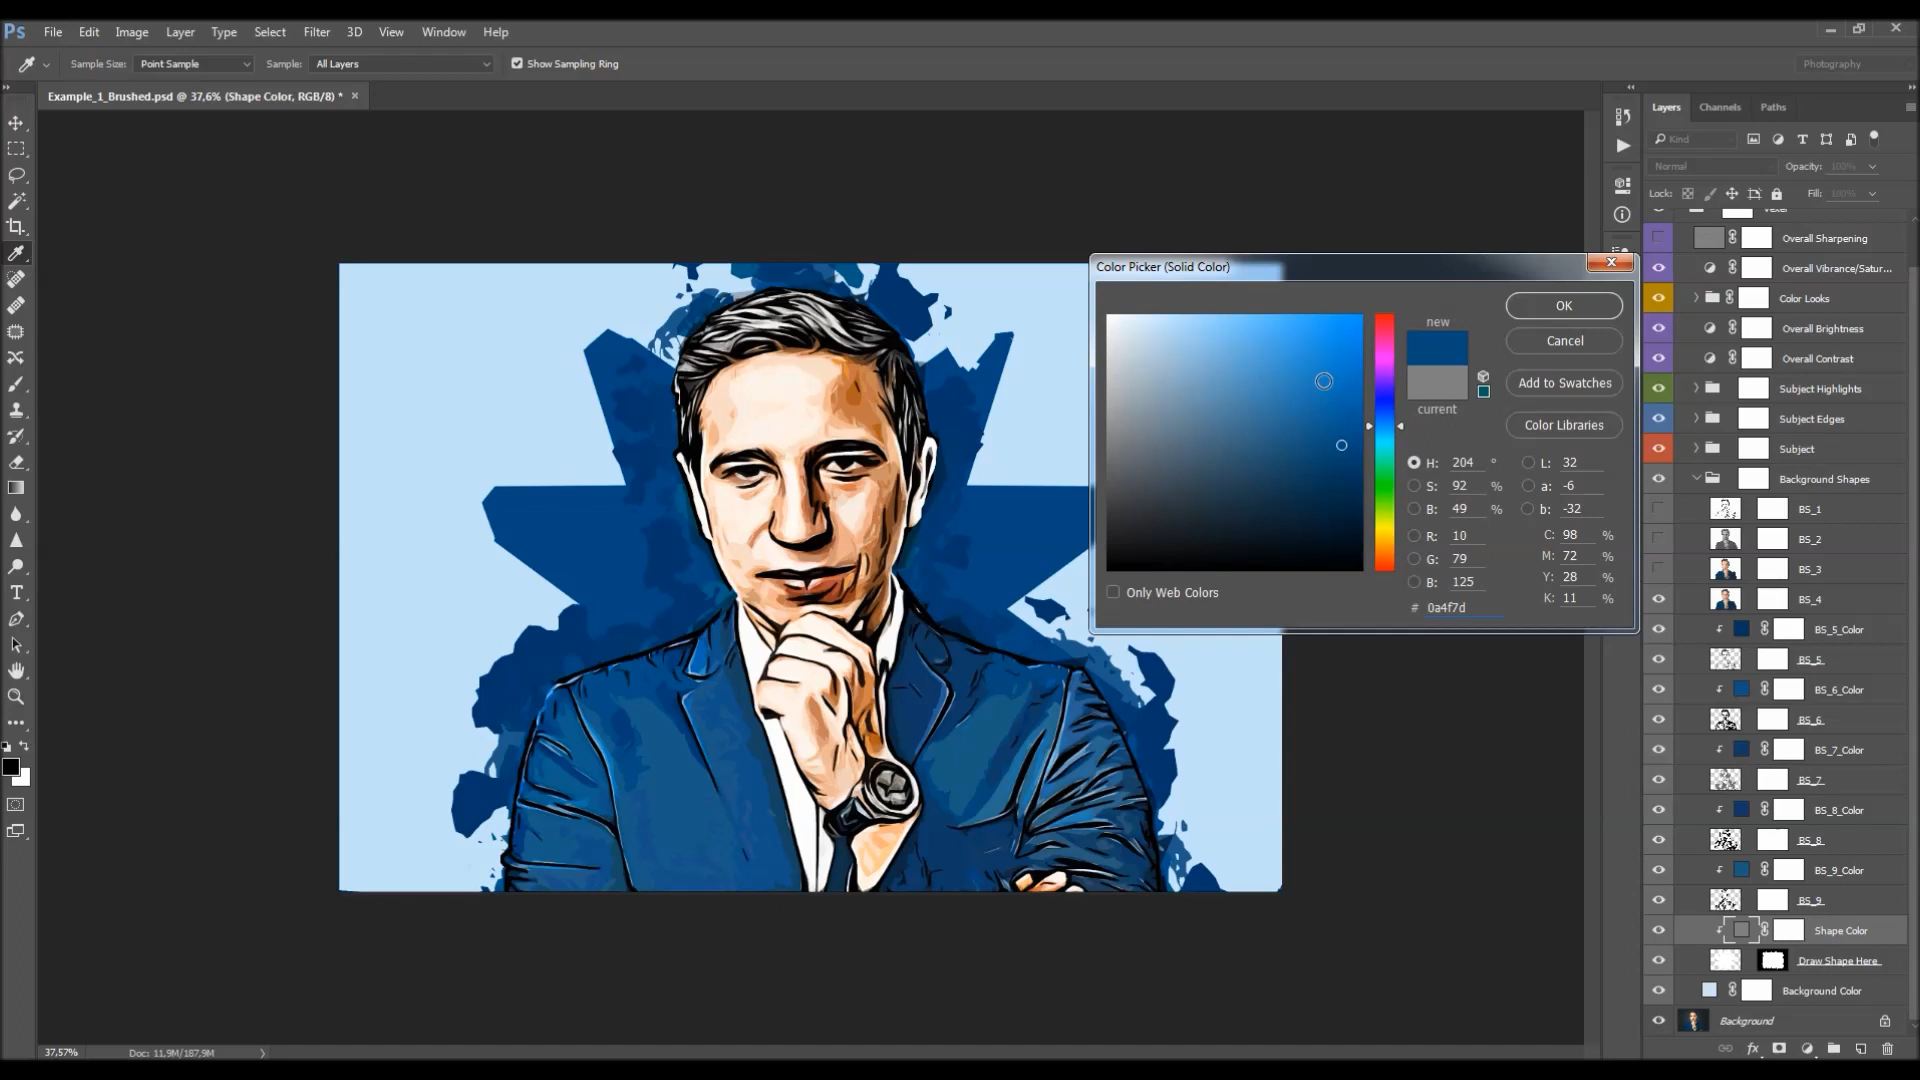 Ps File Edit Image Layer Type Select Filter 3D View Window Help
Sample Size: Point Sample Sample: All Layers Show Sampling Ring Photography
Example_1_Brushed.psd @ 37,6% (Shape Color, RGB/8) * ×
Layers Channels Paths
Kind
Normal Opacity: 100%
Lock: Fill: 100%
Overall Sharpening
Overall Vibrance/Satur...
Color Looks
Overall Brightness
Overall Contrast
Subject Highlights
Subject Edges
Subject
Background Shapes
BS_1
BS_2
BS_3
BS_4
BS_5_Color
BS_5
BS_6_Color
BS_6
BS_7_Color
BS_7
BS_8_Color
BS_8
BS_9_Color
BS_9
Shape Color
Draw Shape Here
Background Color
Background
Color Picker (Solid Color)
new
current
OK
Cancel
Add to Swatches
Color Libraries
H: 204 °
S: 92 %
B: 49 %
R: 10
G: 79
B: 125
# 0a4f7d
L: 32
a: -6
b: -32
C: 98 %
M: 72 %
Y: 28 %
K: 11 %
Only Web Colors
37,57% Doc: 11,9M/187,9M
fx